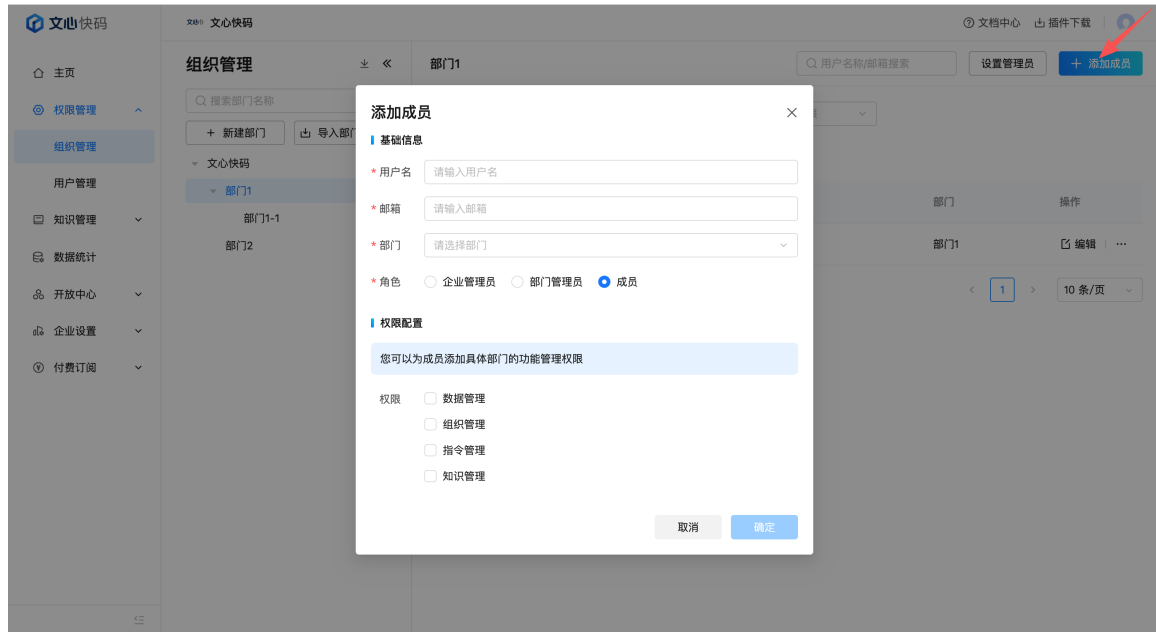 文心快码
文心快码 文心快码
文档中心 插件下载
主页
权限管理
组织管理
用户管理
知识管理
数据统计
开放中心
企业设置
付费订阅
组织管理
搜索部门名称
+ 新建部门
导入部门
文心快码
部门1
部门1-1
部门2
部门1
用户名/邮箱搜索
设置管理员
+ 添加成员
部门
操作
部门1
编辑 | ...
< 1 >
10 条/页
添加成员
基础信息
* 用户名 请输入用户名
* 邮箱 请输入邮箱
* 部门 请选择部门
* 角色 企业管理员 部门管理员 成员
权限配置
您可以为成员添加具体部门的功能管理权限
权限 数据管理
组织管理
指令管理
知识管理
取消 确定